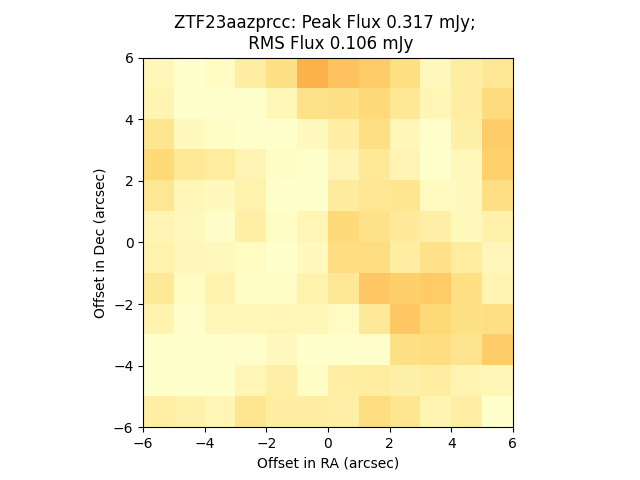 ZTF23aazprcc: Peak Flux 0.317 mJy;
RMS Flux 0.106 mJy
6
4
2
0
−2
−4
−6
Offset in Dec (arcsec)
−6 −4 −2 0 2 4 6
Offset in RA (arcsec)